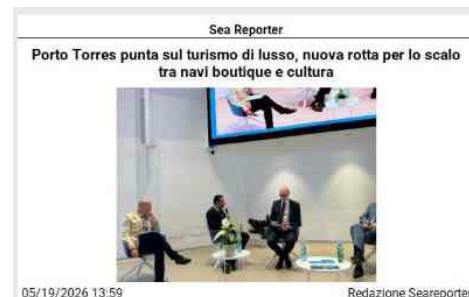 Sea Reporter
Porto Torres punta sul turismo di lusso, nuova rotta per lo scalo
tra navi boutique e cultura
05/19/2026 13:59
Redazione Seareporter